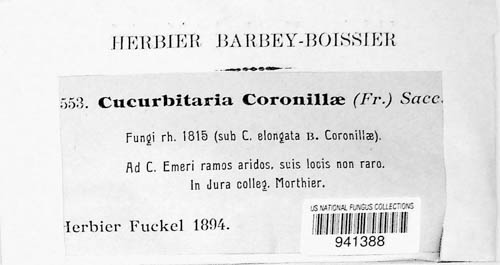 HERBIER BARBEY-BOISSIER
553. Cucurbitaria Coronillæ (Fr.) Sacc.
Fungi rh. 1815 (sub C. elongata B. Coronillæ).
Ad C. Emeri ramos aridos, suis locis non raro.
In Jura colleg. Morthier.
Herbier Fuckel 1894.
US NATIONAL FUNGUS COLLECTIONS
941388